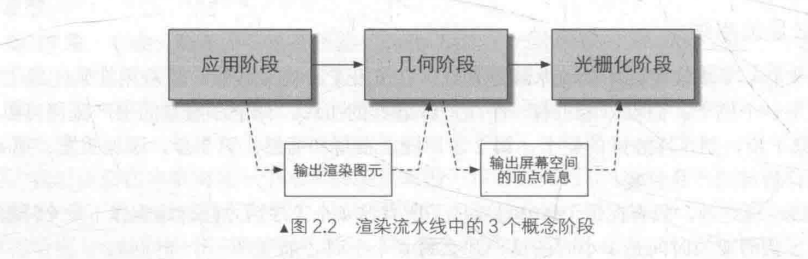 应用阶段
几何阶段
光栅化阶段
输出渲染图元
输出屏幕空间
的顶点信息
▲图2.2 渲染流水线中的3个概念阶段